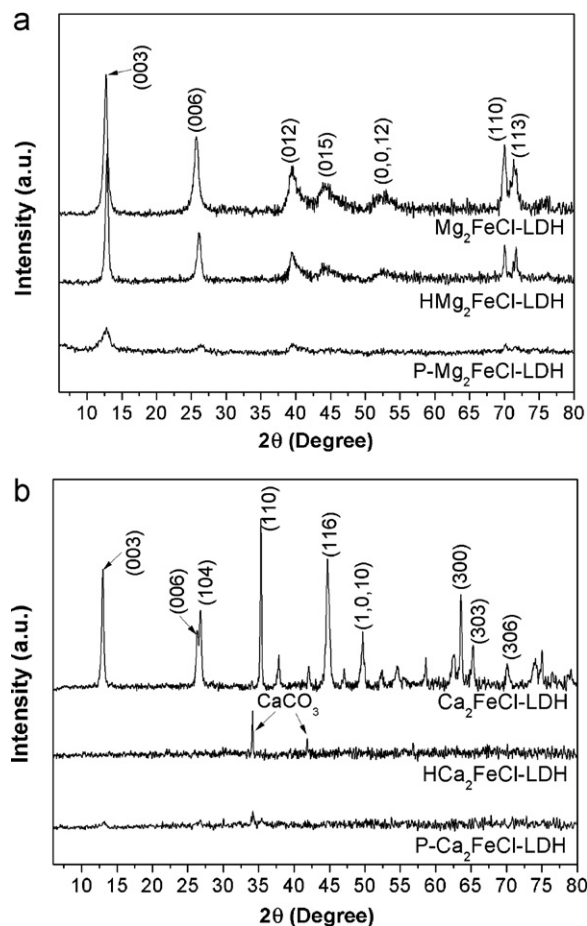 a
(003)
(006)
(012)
(015)
(0,0,12)
(110)
(113)
Mg₂FeCl-LDH
HMg₂FeCl-LDH
P-Mg₂FeCl-LDH
Intensity (a.u.)
10 15 20 25 30 35 40 45 50 55 60 65 70 75 80
2θ (Degree)
b
(003)
(006)
(104)
(110)
(116)
(1,0,10)
(300)
(303)
(306)
Ca₂FeCl-LDH
CaCO₃
HCa₂FeCl-LDH
P-Ca₂FeCl-LDH
Intensity (a.u.)
10 15 20 25 30 35 40 45 50 55 60 65 70 75 80
2θ (Degree)